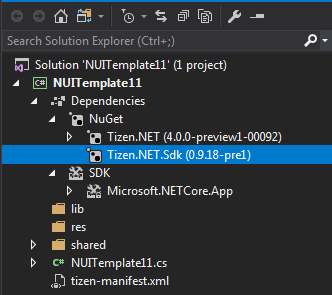 Search Solution Explorer (Ctrl+;)
Solution 'NUITemplate11' (1 project)
C# NUITemplate11
Dependencies
NuGet
Tizen.NET (4.0.0-preview1-00092)
Tizen.NET.Sdk (0.9.18-pre1)
SDK
Microsoft.NETCore.App
lib
res
shared
C# NUITemplate11.cs
tizen-manifest.xml